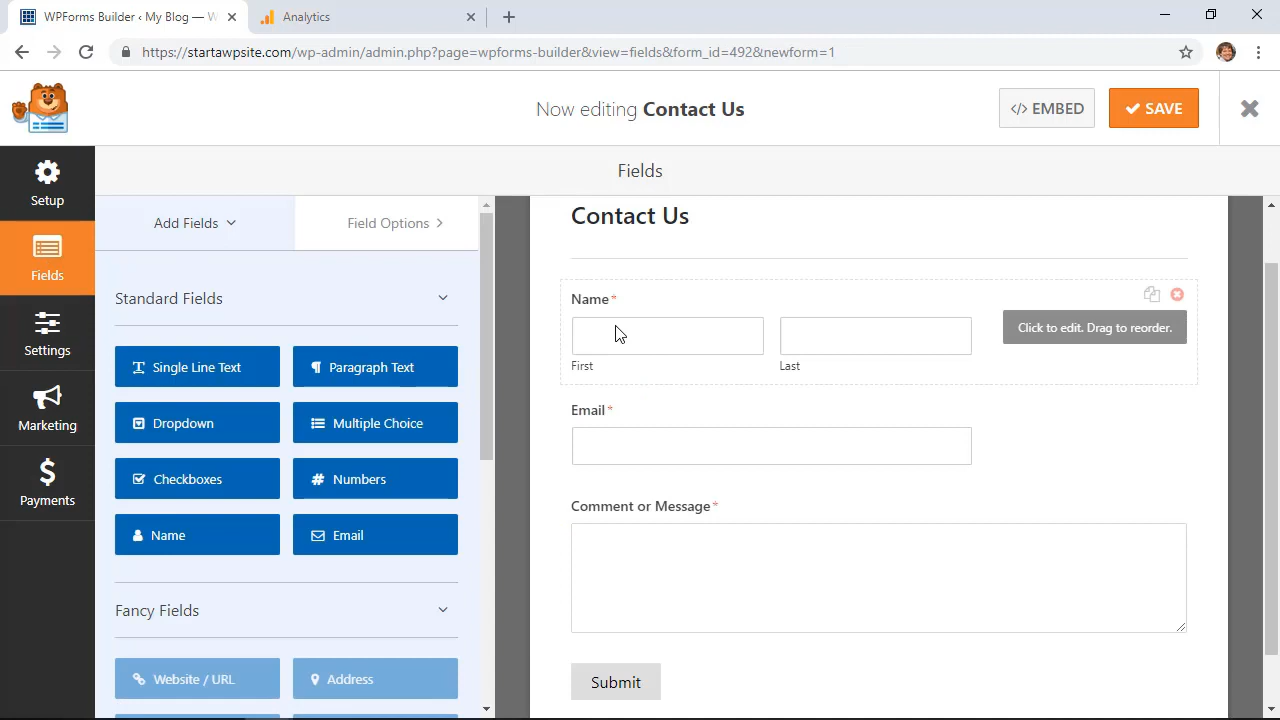 WPForms Builder ‹ My Blog — W
Analytics
https://startawpsite.com/wp-admin/admin.php?page=wpforms-builder&view=fields&form_id=492&newform=1
Now editing Contact Us
</> EMBED
SAVE
Setup
Fields
Settings
Marketing
Payments
Fields
Add Fields
Field Options
Standard Fields
Single Line Text
Paragraph Text
Dropdown
Multiple Choice
Checkboxes
Numbers
Name
Email
Fancy Fields
Website / URL
Address
Contact Us
Name*
Click to edit. Drag to reorder.
First
Last
Email*
Comment or Message*
Submit